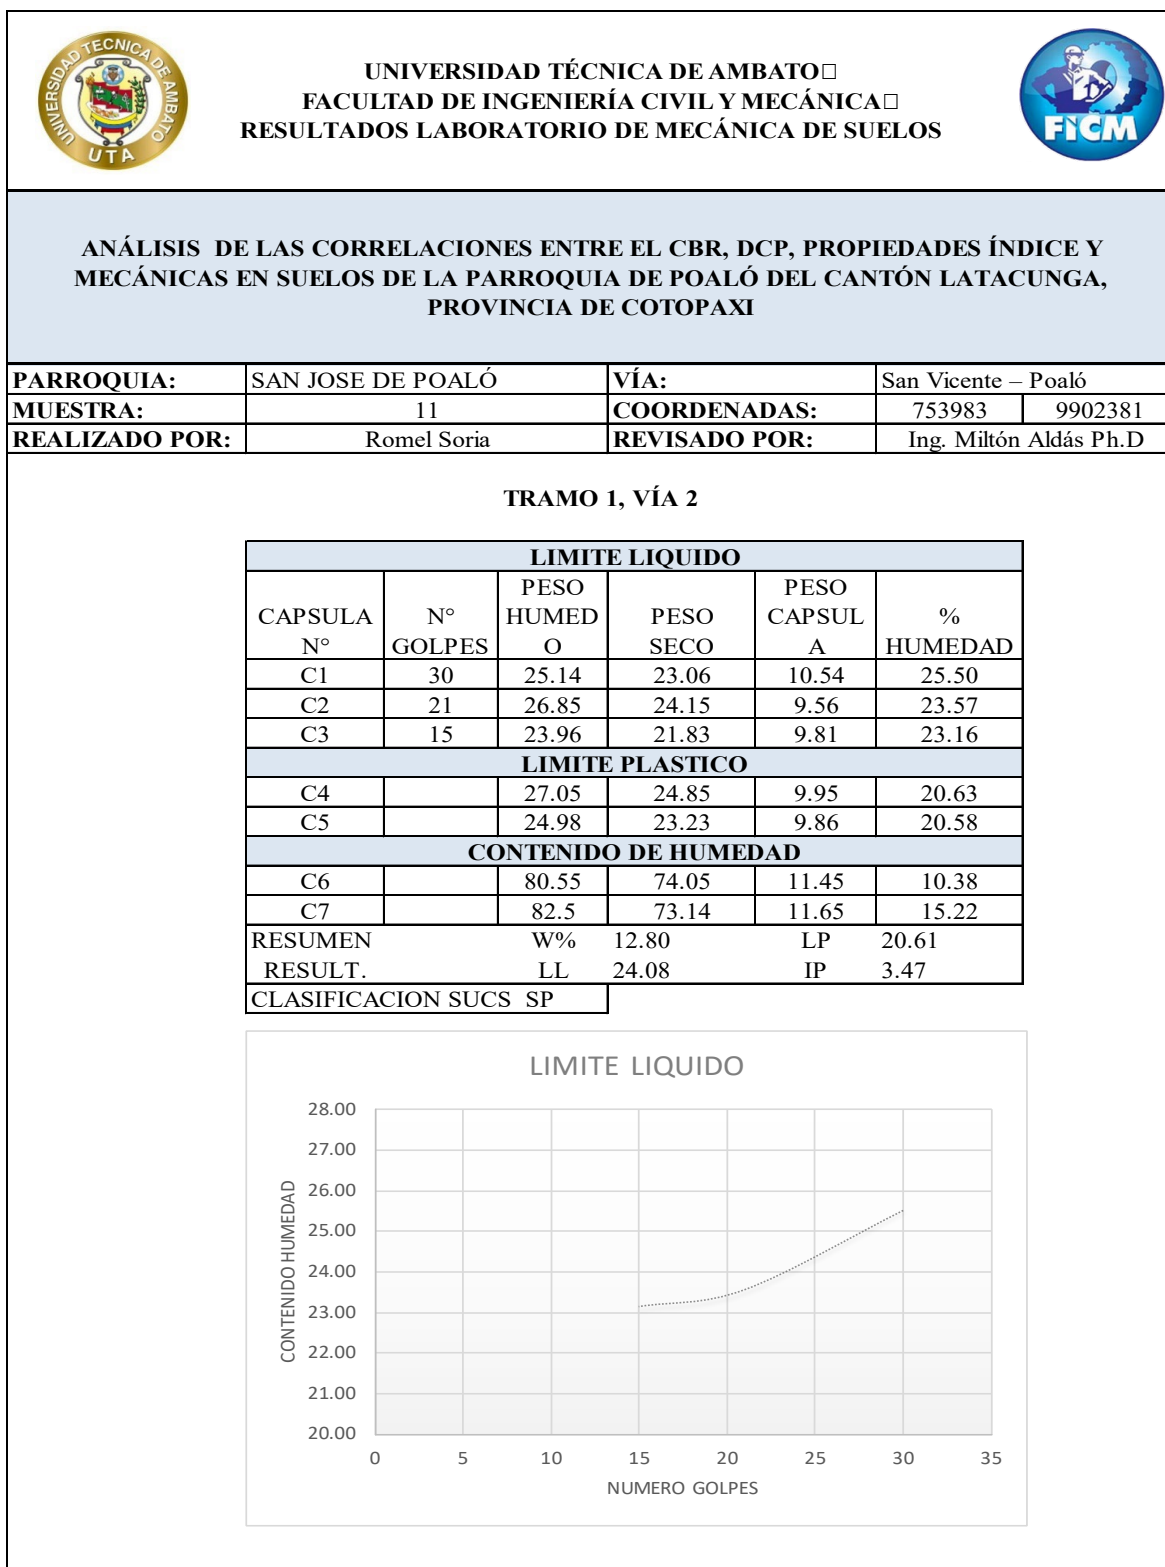 UNIVERSIDAD TECNICA DE AMBATO
UTA
UNIVERSIDAD TÉCNICA DE AMBATO□
FACULTAD DE INGENIERÍA CIVIL Y MECÁNICA□
RESULTADOS LABORATORIO DE MECÁNICA DE SUELOS
FICM
ANÁLISIS DE LAS CORRELACIONES ENTRE EL CBR, DCP, PROPIEDADES ÍNDICE Y
MECÁNICAS EN SUELOS DE LA PARROQUIA DE POALÓ DEL CANTÓN LATACUNGA,
PROVINCIA DE COTOPAXI
PARROQUIA: SAN JOSE DE POALÓ VÍA: San Vicente – Poaló
MUESTRA: 11 COORDENADAS: 753983 9902381
REALIZADO POR: Romel Soria REVISADO POR: Ing. Miltón Aldás Ph.D
TRAMO 1, VÍA 2
LIMITE LIQUIDO
PESO PESO
CAPSULA N° HUMED PESO CAPSUL %
N° GOLPES O SECO A HUMEDAD
C1 30 25.14 23.06 10.54 25.50
C2 21 26.85 24.15 9.56 23.57
C3 15 23.96 21.83 9.81 23.16
LIMITE PLASTICO
C4 27.05 24.85 9.95 20.63
C5 24.98 23.23 9.86 20.58
CONTENIDO DE HUMEDAD
C6 80.55 74.05 11.45 10.38
C7 82.5 73.14 11.65 15.22
RESUMEN W% 12.80 LP 20.61
RESULT. LL 24.08 IP 3.47
CLASIFICACION SUCS SP
LIMITE LIQUIDO
28.00
27.00
26.00
25.00
24.00
23.00
22.00
21.00
20.00
CONTENIDO HUMEDAD
0 5 10 15 20 25 30 35
NUMERO GOLPES